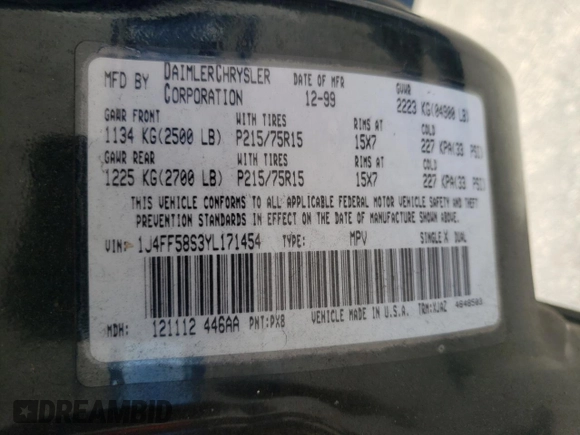 MFD BY DAIMLERCHRYSLER CORPORATION DATE OF MFR 12-99 GVWR 2223 KG(04900 LB)
GAWR FRONT WITH TIRES RIMS AT COLD
1134 KG(2500 LB) P215/75R15 15X7 227 KPA(33 PSI)
GAWR REAR WITH TIRES RIMS AT COLD
1225 KG(2700 LB) P215/75R15 15X7 227 KPA(33 PSI)
THIS VEHICLE CONFORMS TO ALL APPLICABLE FEDERAL MOTOR VEHICLE SAFETY AND THEFT
PREVENTION STANDARDS IN EFFECT ON THE DATE OF MANUFACTURE SHOWN ABOVE.
VIN: 1J4FF58S3YL171454 TYPE: MPV SINGLE X DUAL
MDH: 121112 446AA PNT:PX8 VEHICLE MADE IN U.S.A. TRM:XJAZ
DREAMBID